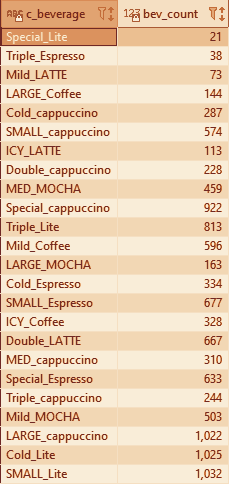 ABC c_beverage 123 bev_count
Special_Lite 21
Triple_Espresso 38
Mild_LATTE 73
LARGE_Coffee 144
Cold_cappuccino 287
SMALL_cappuccino 574
ICY_LATTE 113
Double_cappuccino 228
MED_MOCHA 459
Special_cappuccino 922
Triple_Lite 813
Mild_Coffee 596
LARGE_MOCHA 163
Cold_Espresso 334
SMALL_Espresso 677
ICY_Coffee 328
Double_LATTE 667
MED_cappuccino 310
Special_Espresso 633
Triple_cappuccino 244
Mild_MOCHA 503
LARGE_cappuccino 1,022
Cold_Lite 1,025
SMALL_Lite 1,032